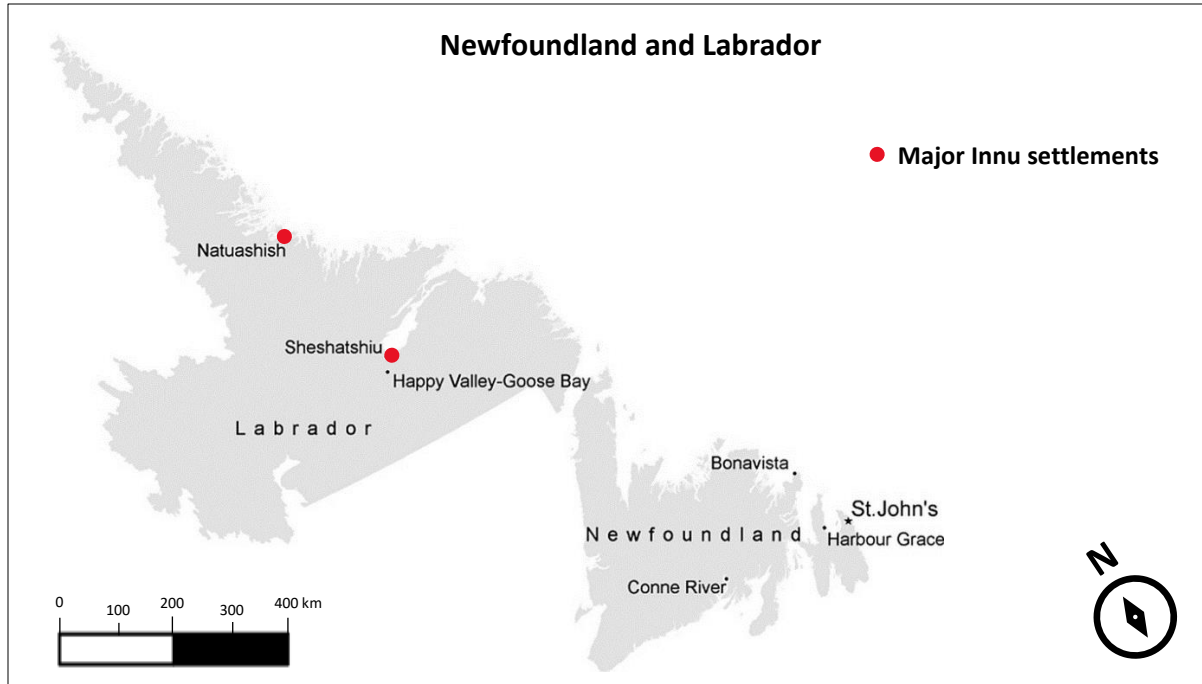 Newfoundland and Labrador
Major Innu settlements
Natuashish
Sheshatshiu
Happy Valley-Goose Bay
Labrador
Bonavista
St.John's
Newfoundland
Harbour Grace
Conne River
N
0 100 200 300 400 km